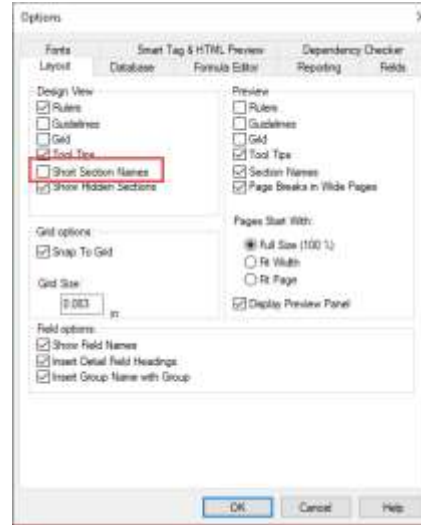 Options
Fonts Smart Tag & HTML Preview Dependency Checker
Layout Database Formula Editor Reporting Fields
Design View
Rulers
Guidelines
Grid
Tool Tips
Short Section Names
Show Hidden Sections
Preview
Rulers
Guidelines
Grid
Tool Tips
Section Names
Page Breaks in Wide Pages
Grid options
Snap To Grid
Grid Size
0.083 in
Pages Start With:
Full Size (100 %)
Fit Width
Fit Page
Display Preview Panel
Field options
Show Field Names
Insert Detail Field Headings
Insert Group Name with Group
OK Cancel Help